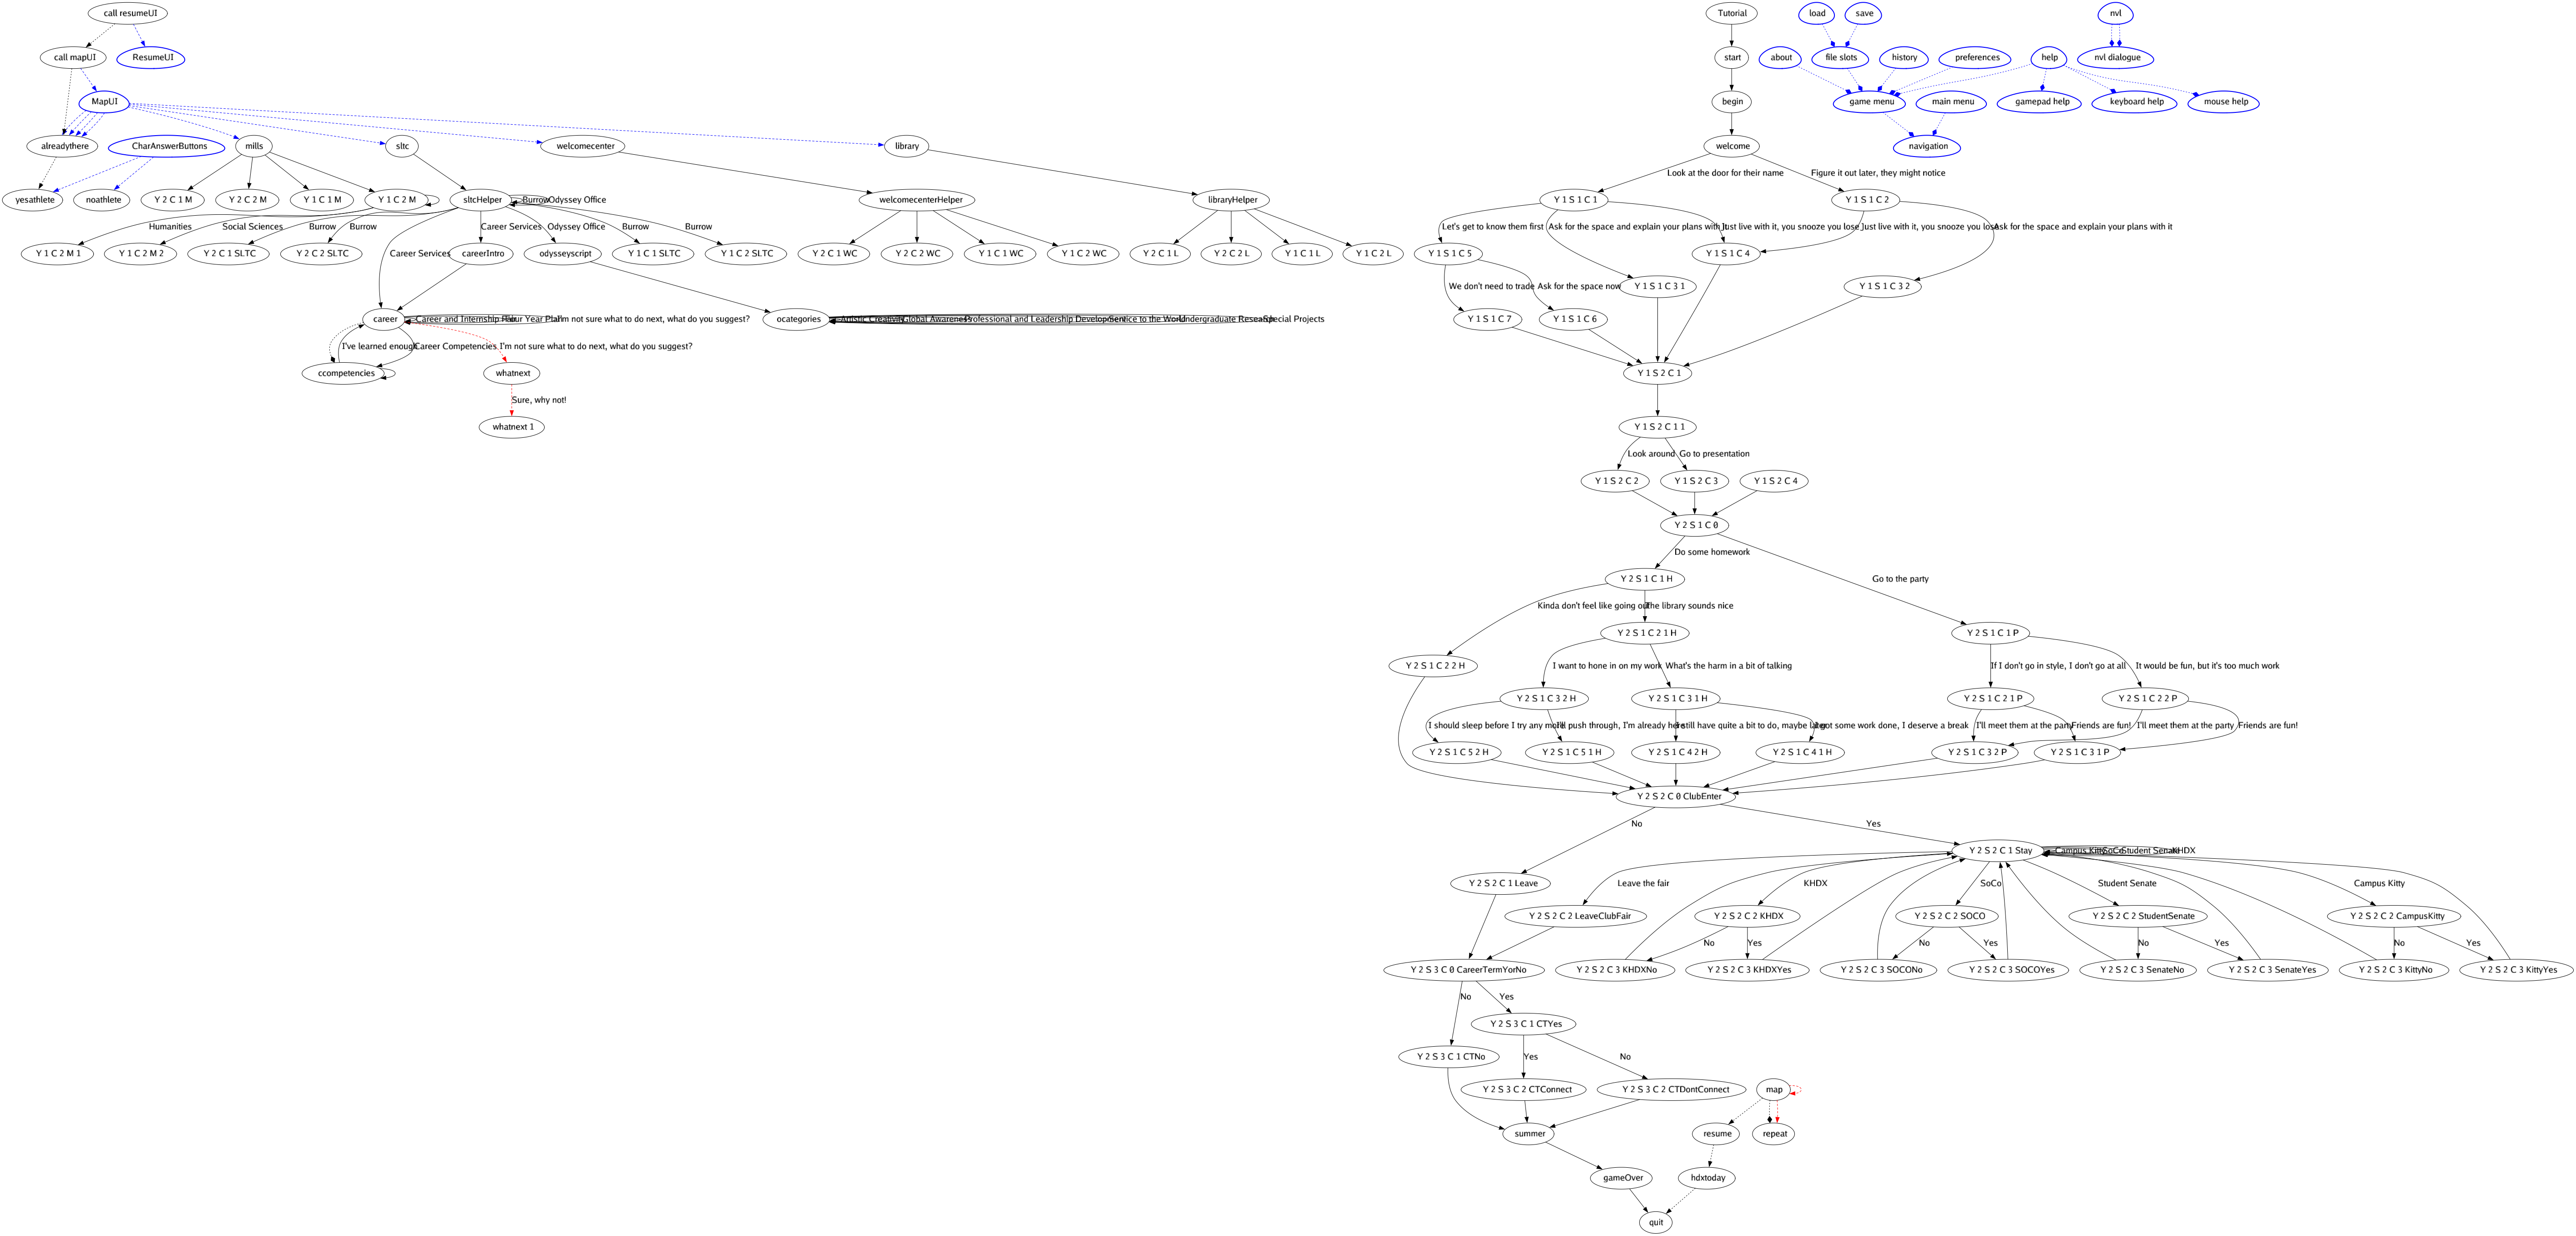 call resumeUI
Tutorial
load
save
nvl
call mapUI
ResumeUI
start
about
file slots
history
preferences
help
nvl dialogue
MapUI
begin
game menu
main menu
gamepad help
keyboard help
mouse help
alreadythere
CharAnswerButtons
mills
sltc
welcomecenter
library
welcome
navigation
Look at the door for their name
Figure it out later, they might notice
yesathlete
noathlete
Y 2 C 1 M
Y 2 C 2 M
Y 1 C 1 M
Y 1 C 2 M
sltcHelper
Burrow
Odyssey Office
welcomecenterHelper
libraryHelper
Y 1 S 1 C 1
Y 1 S 1 C 2
Humanities
Social Sciences
Burrow
Burrow
Career Services
Odyssey Office
Burrow
Burrow
Let's get to know them first
Ask for the space and explain your plans with it
Just live with it, you snooze you lose
Just live with it, you snooze you lose
Ask for the space and explain your plans with it
Y 1 C 2 M 1
Y 1 C 2 M 2
Y 2 C 1 SLTC
Y 2 C 2 SLTC
Career Services
careerIntro
odysseyscript
Y 1 C 1 SLTC
Y 1 C 2 SLTC
Y 2 C 1 WC
Y 2 C 2 WC
Y 1 C 1 WC
Y 1 C 2 WC
Y 2 C 1 L
Y 2 C 2 L
Y 1 C 1 L
Y 1 C 2 L
Y 1 S 1 C 5
Y 1 S 1 C 4
We don't need to trade
Ask for the space now
Y 1 S 1 C 3 1
Y 1 S 1 C 3 2
career
Career and Internship Hub
Four Year Plan
I'm not sure what to do next, what do you suggest?
ocategories
Artistic Creativity
Global Awareness
Professional and Leadership Development
Service to the World
Undergraduate Research
Special Projects
Y 1 S 1 C 7
Y 1 S 1 C 6
I've learned enough
Career Competencies
I'm not sure what to do next, what do you suggest?
ccompetencies
whatnext
Y 1 S 2 C 1
Sure, why not!
whatnext 1
Y 1 S 2 C 1 1
Look around
Go to presentation
Y 1 S 2 C 2
Y 1 S 2 C 3
Y 1 S 2 C 4
Y 2 S 1 C 0
Do some homework
Go to the party
Y 2 S 1 C 1 H
Kinda don't feel like going out
The library sounds nice
Y 2 S 1 C 2 1 H
Y 2 S 1 C 1 P
Y 2 S 1 C 2 2 H
I want to hone in on my work
What's the harm in a bit of talking
If I don't go in style, I don't go at all
It would be fun, but it's too much work
Y 2 S 1 C 3 2 H
Y 2 S 1 C 3 1 H
Y 2 S 1 C 2 1 P
Y 2 S 1 C 2 2 P
I should sleep before I try any more
I'll push through, I'm already here
I still have quite a bit to do, maybe later
I got some work done, I deserve a break
I'll meet them at the party
Friends are fun!
I'll meet them at the party
Friends are fun!
Y 2 S 1 C 5 2 H
Y 2 S 1 C 5 1 H
Y 2 S 1 C 4 2 H
Y 2 S 1 C 4 1 H
Y 2 S 1 C 3 2 P
Y 2 S 1 C 3 1 P
Y 2 S 2 C 0 ClubEnter
No
Yes
Y 2 S 2 C 1 Stay
Campus Kitty
SoCo
Student Senate
KHDX
Y 2 S 2 C 1 Leave
Leave the fair
KHDX
SoCo
Student Senate
Campus Kitty
Y 2 S 2 C 2 LeaveClubFair
Y 2 S 2 C 2 KHDX
Y 2 S 2 C 2 SOCO
Y 2 S 2 C 2 StudentSenate
Y 2 S 2 C 2 CampusKitty
No
Yes
No
Yes
No
Yes
No
Yes
Y 2 S 3 C 0 CareerTermYorNo
Y 2 S 2 C 3 KHDXNo
Y 2 S 2 C 3 KHDXYes
Y 2 S 2 C 3 SOCONo
Y 2 S 2 C 3 SOCOYes
Y 2 S 2 C 3 SenateNo
Y 2 S 2 C 3 SenateYes
Y 2 S 2 C 3 KittyNo
Y 2 S 2 C 3 KittyYes
No
Yes
Y 2 S 3 C 1 CTYes
Y 2 S 3 C 1 CTNo
Yes
No
Y 2 S 3 C 2 CTConnect
Y 2 S 3 C 2 CTDontConnect
map
summer
resume
repeat
gameOver
hdxtoday
quit